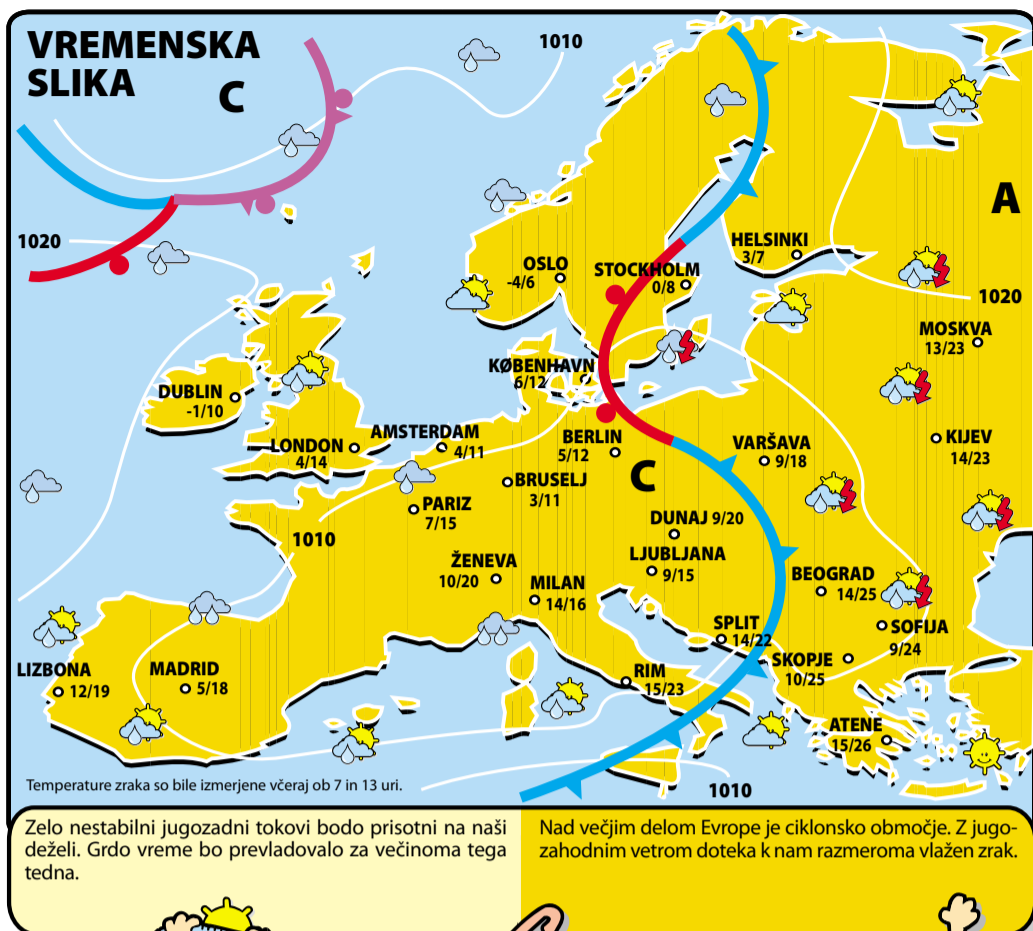 VREMENSKA
SLIKA
C
1010
1020
A
HELSINKI
3/7
OSLO
-4/6
STOCKHOLM
0/8
1020
MOSKVA
13/23
KØBENHAVN
6/12
DUBLIN
-1/10
LONDON
4/14
AMSTERDAM
4/11
BERLIN
5/12
VARŠAVA
9/18
KIJEV
14/23
C
BRUSELJ
3/11
PARIZ
7/15
DUNAJ 9/20
1010
LJUBLJANA
9/15
ŽENEVA
10/20
MILAN
14/16
BEOGRAD
14/25
SPLIT
14/22
SOFIJA
9/24
LIZBONA
12/19
MADRID
5/18
RIM
15/23
SKOPJE
10/25
ATENE
15/26
1010
Temperature zraka so bile izmerjene včeraj ob 7 in 13 uri.
Zelo nestabilni jugozadni tokovi bodo prisotni na naši
deželi. Grdo vreme bo prevladovalo za večinoma tega
tedna.
Nad večjim delom Evrope je ciklonsko območje. Z jugo-
zahodnim vetrom doteka k nam razmeroma vlažen zrak.